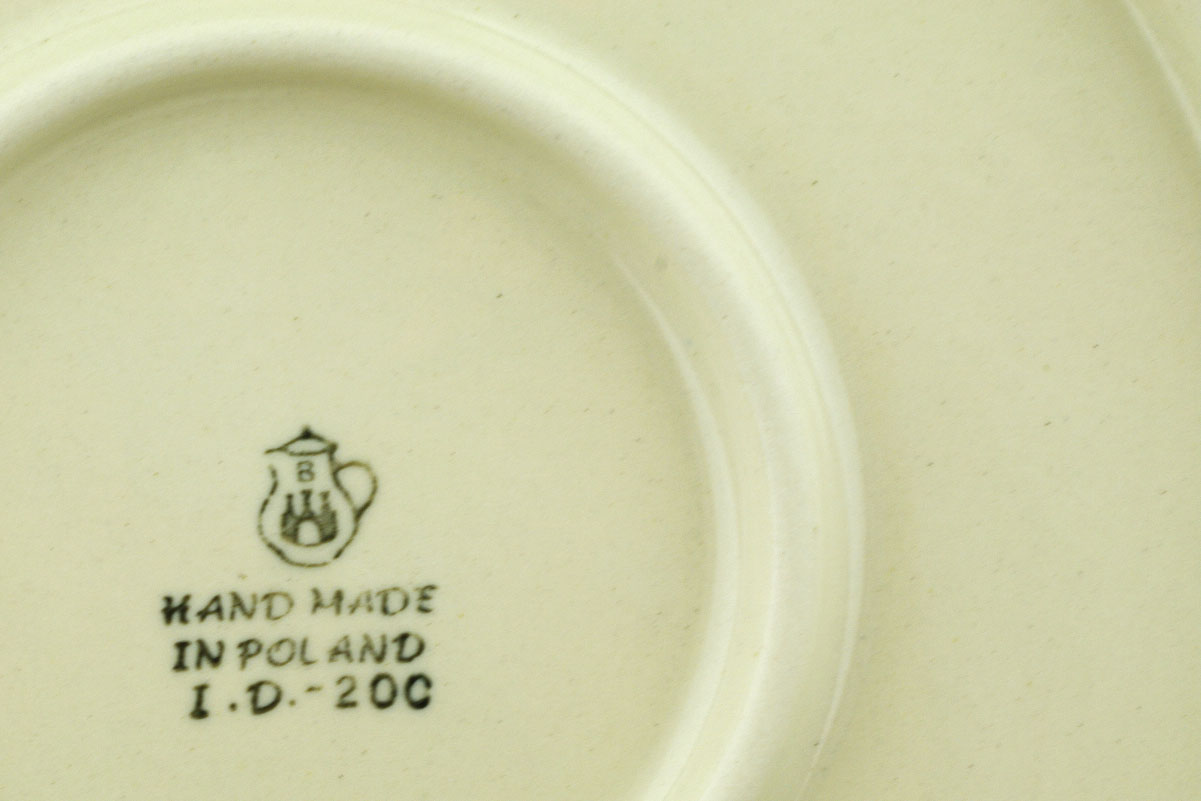 B
HAND MADE
IN POLAND
I.D.-20C